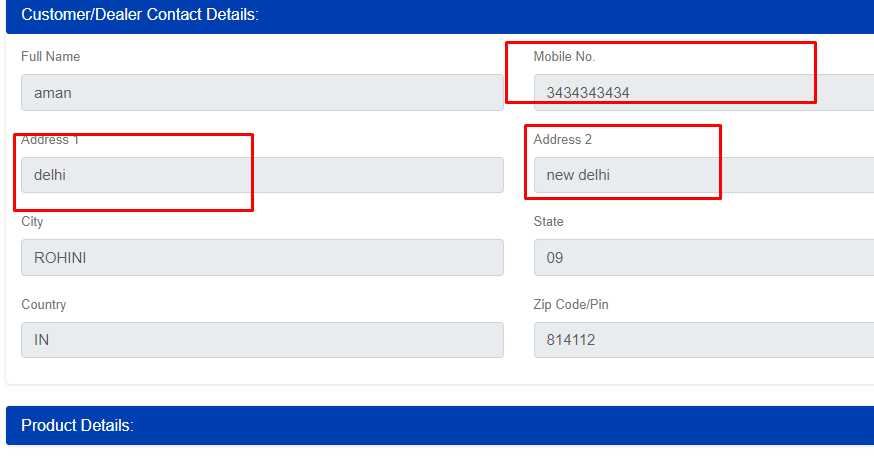 Customer/Dealer Contact Details:
Full Name
Mobile No.
aman
3434343434
Address 1
Address 2
delhi
new delhi
City
State
ROHINI
09
Country
Zip Code/Pin
IN
814112
Product Details: